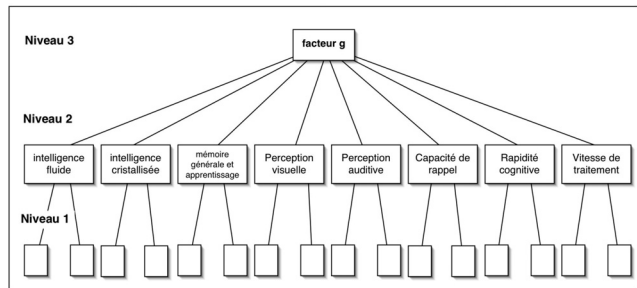 Niveau 3
facteur g
Niveau 2
intelligence
fluide
intelligence
cristallisée
mémoire
générale et
apprentissage
Perception
visuelle
Perception
auditive
Capacité de
rappel
Rapidité
cognitive
Vitesse de
traitement
Niveau 1